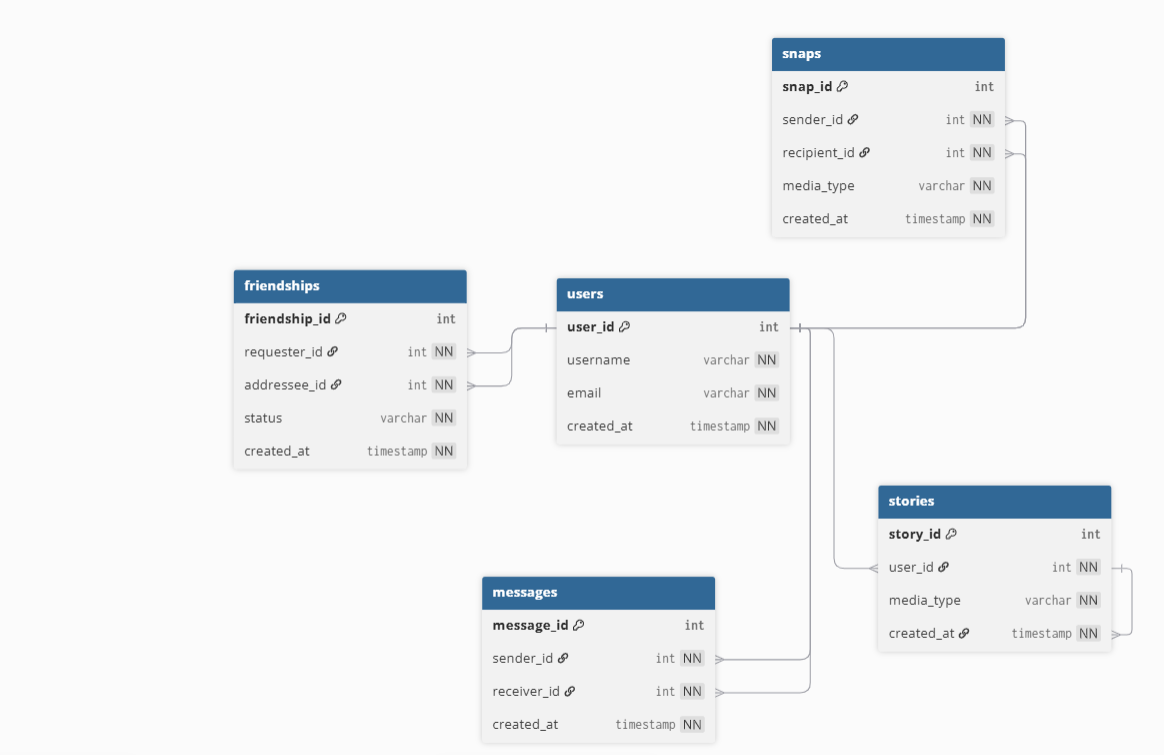 snaps
snap_id int
sender_id int NN
recipient_id int NN
media_type varchar NN
created_at timestamp NN
friendships
friendship_id int
requester_id int NN
addressee_id int NN
status varchar NN
created_at timestamp NN
users
user_id int
username varchar NN
email varchar NN
created_at timestamp NN
stories
story_id int
user_id int NN
media_type varchar NN
created_at timestamp NN
messages
message_id int
sender_id int NN
receiver_id int NN
created_at timestamp NN